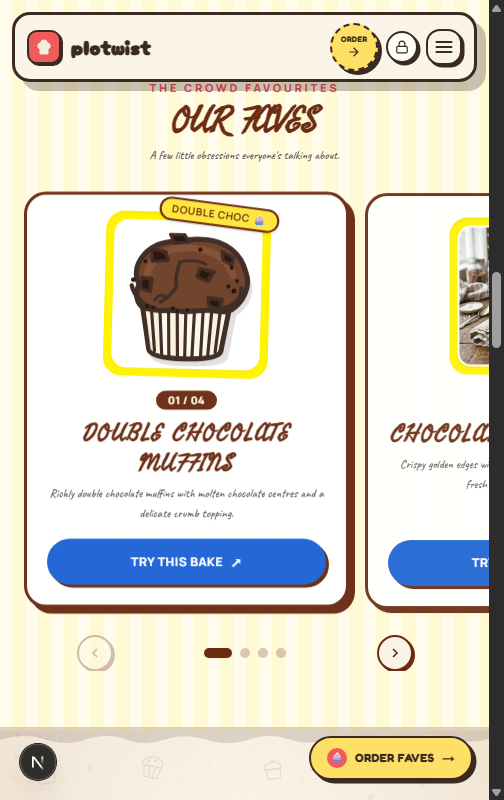 plotwist
ORDER
→
THE CROWD FAVOURITES
OUR FAVES
A few little obsessions everyone's talking about.
DOUBLE CHOC 🧁
01 / 04
DOUBLE CHOCOLATE
MUFFINS
Richly double chocolate muffins with molten chocolate centres and a
delicate crumb topping.
TRY THIS BAKE ↗
CHOCOLA
Crispy golden edges w
fresh
TR
N
ORDER FAVES →